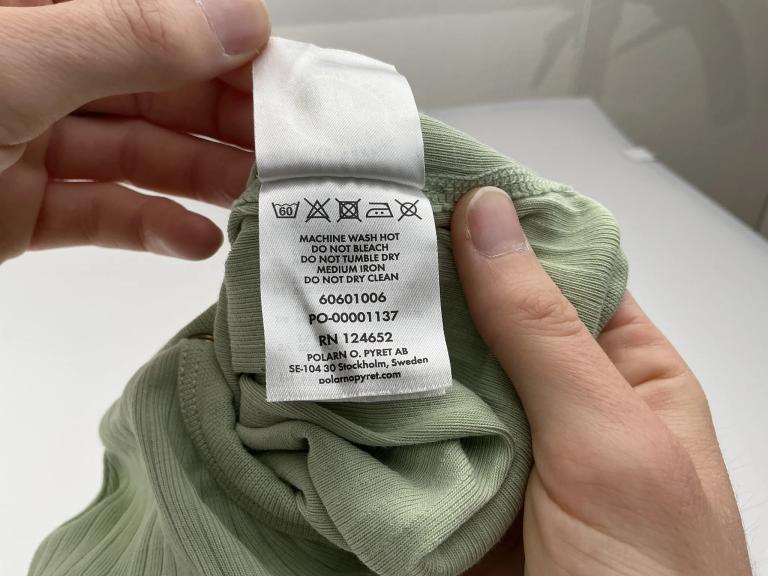 60
MACHINE WASH HOT
DO NOT BLEACH
DO NOT TUMBLE DRY
MEDIUM IRON
DO NOT DRY CLEAN
60601006
PO-00001137
RN 124652
POLARN O. PYRET AB
SE-104 30 Stockholm, Sweden
polarnopyret.com